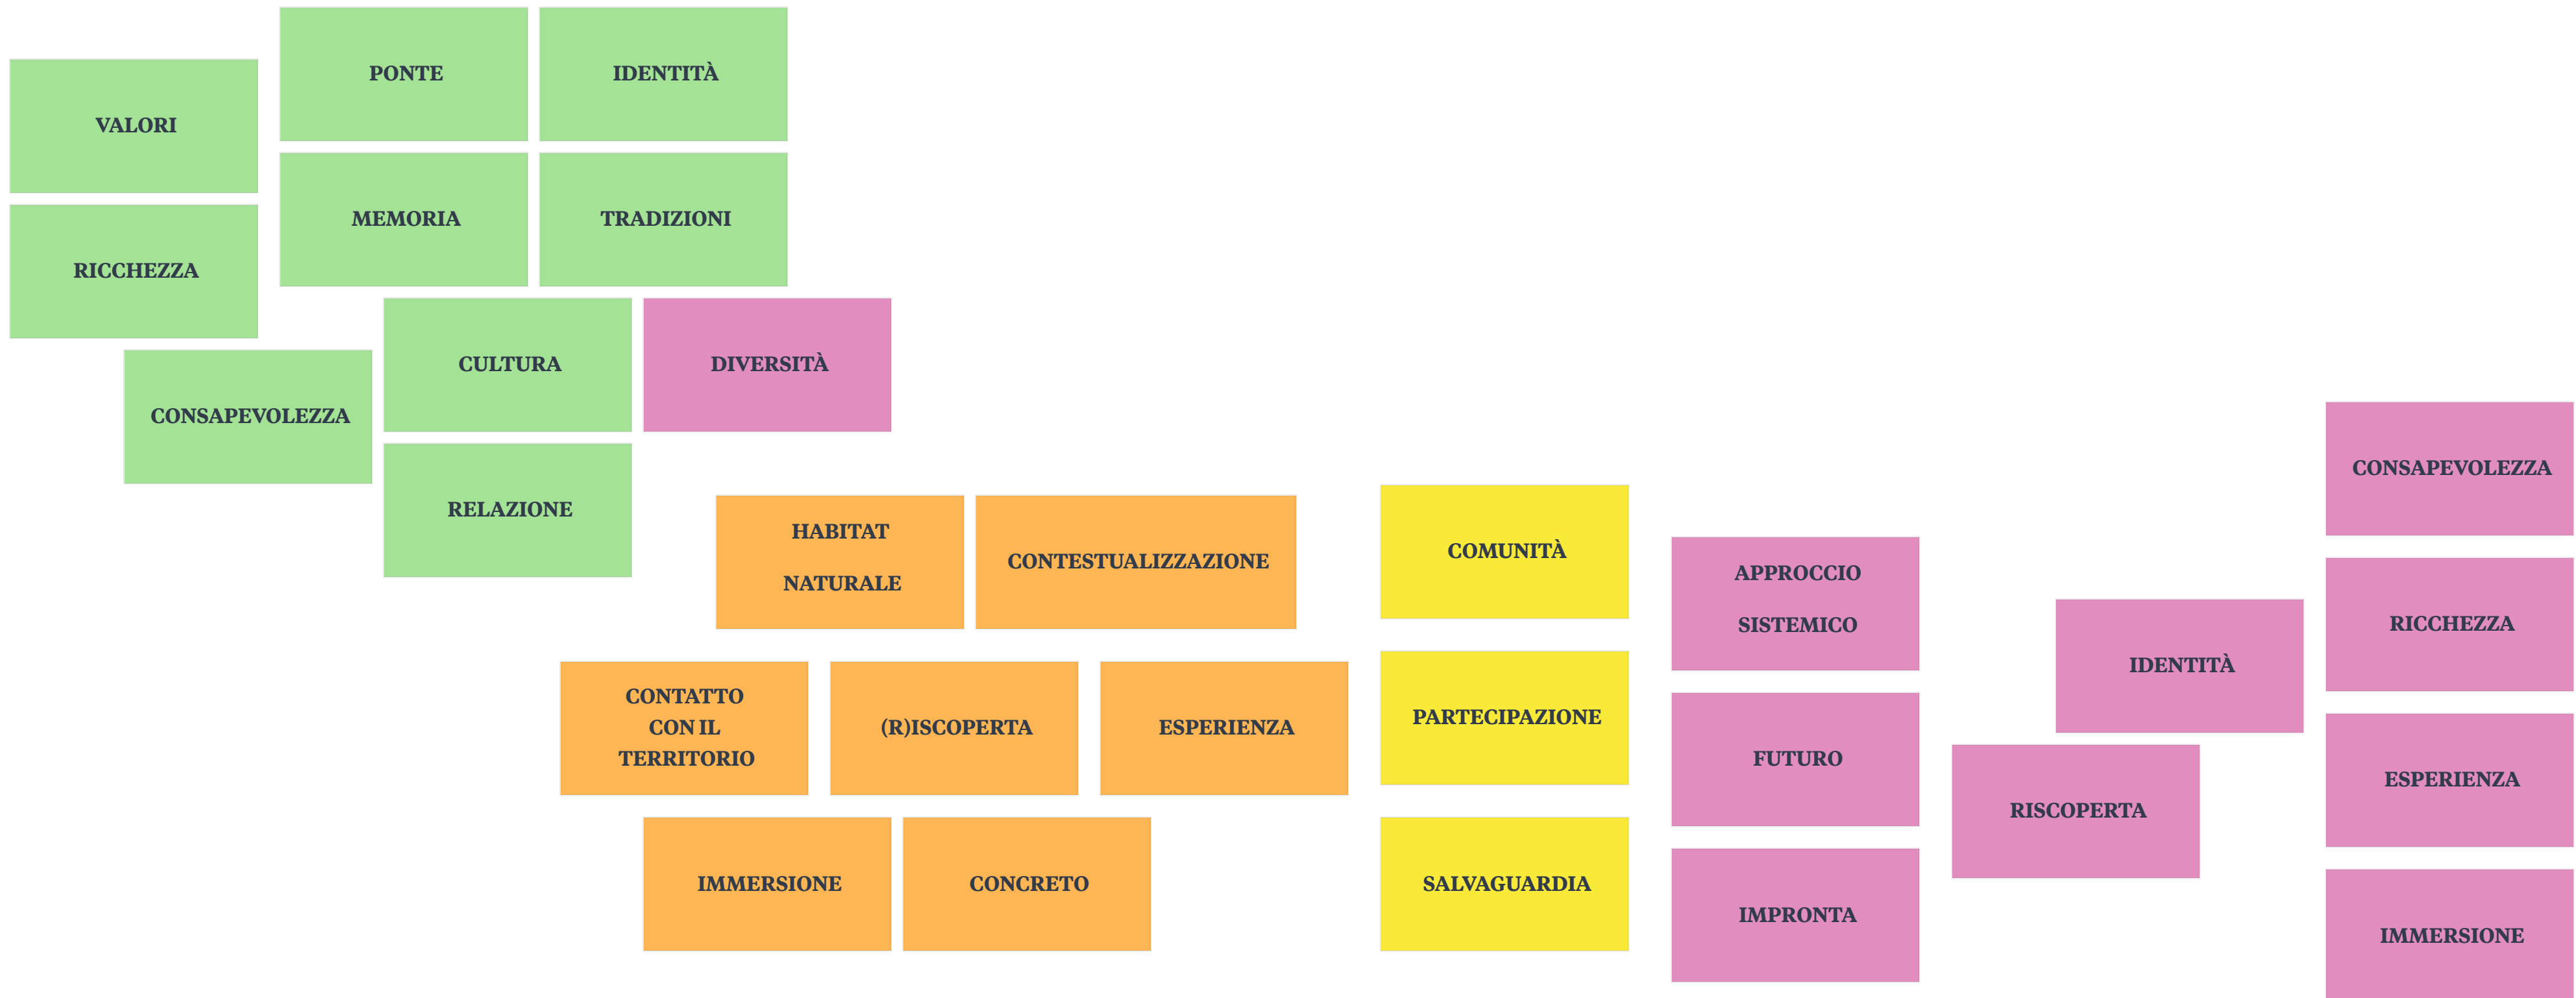 PONTE
IDENTITÀ
VALORI
MEMORIA
TRADIZIONI
RICCHEZZA
CULTURA
DIVERSITÀ
CONSAPEVOLEZZA
RELAZIONE
HABITAT
NATURALE
CONTESTUALIZZAZIONE
CONTATTO
CON IL
TERRITORIO
(R)ISCOPERTA
ESPERIENZA
IMMERSIONE
CONCRETO
COMUNITÀ
PARTECIPAZIONE
SALVAGUARDIA
APPROCCIO
SISTEMICO
FUTURO
IMPRONTA
IDENTITÀ
RISCOPERTA
CONSAPEVOLEZZA
RICCHEZZA
ESPERIENZA
IMMERSIONE